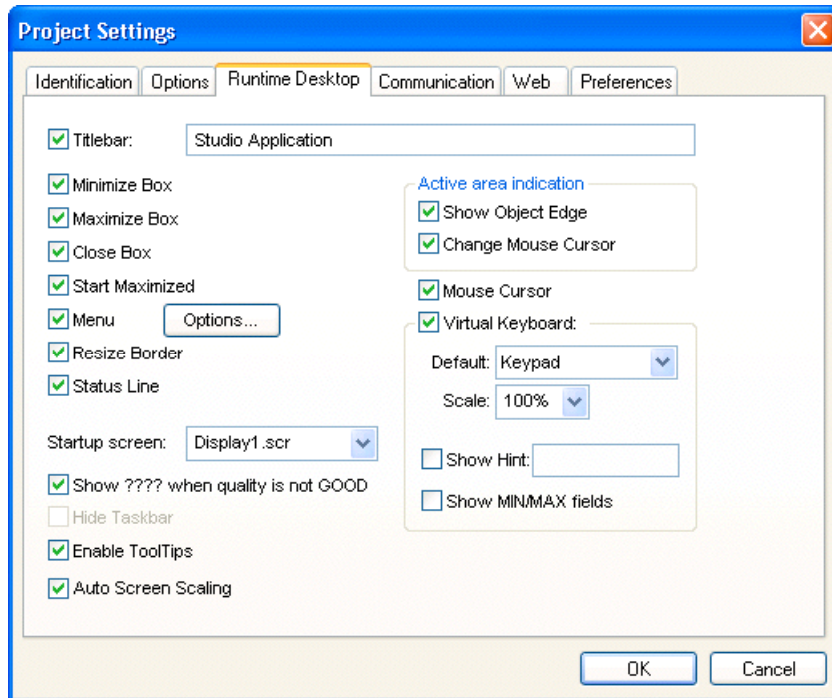 Project Settings
Identification Options Runtime Desktop Communication Web Preferences
Titlebar: Studio Application
Minimize Box
Maximize Box
Close Box
Start Maximized
Menu Options...
Resize Border
Status Line
Startup screen: Display1.scr
Show ???? when quality is not GOOD
Hide Taskbar
Enable ToolTips
Auto Screen Scaling
Active area indication
Show Object Edge
Change Mouse Cursor
Mouse Cursor
Virtual Keyboard:
Default: Keypad
Scale: 100%
Show Hint:
Show MIN/MAX fields
OK Cancel